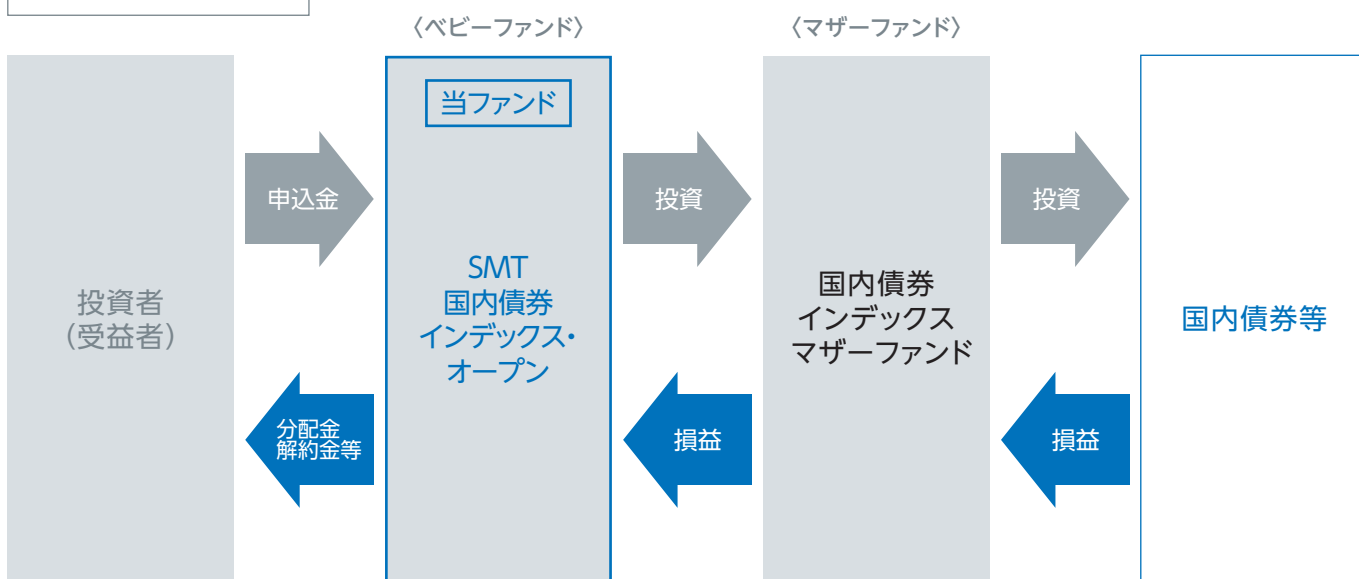 〈ベビーファンド〉
〈マザーファンド〉
当ファンド
申込金
投資
投資
投資者
(受益者)
SMT
国内債券
インデックス・
オープン
国内債券
インデックス
マザーファンド
国内債券等
分配金
解約金等
損益
損益